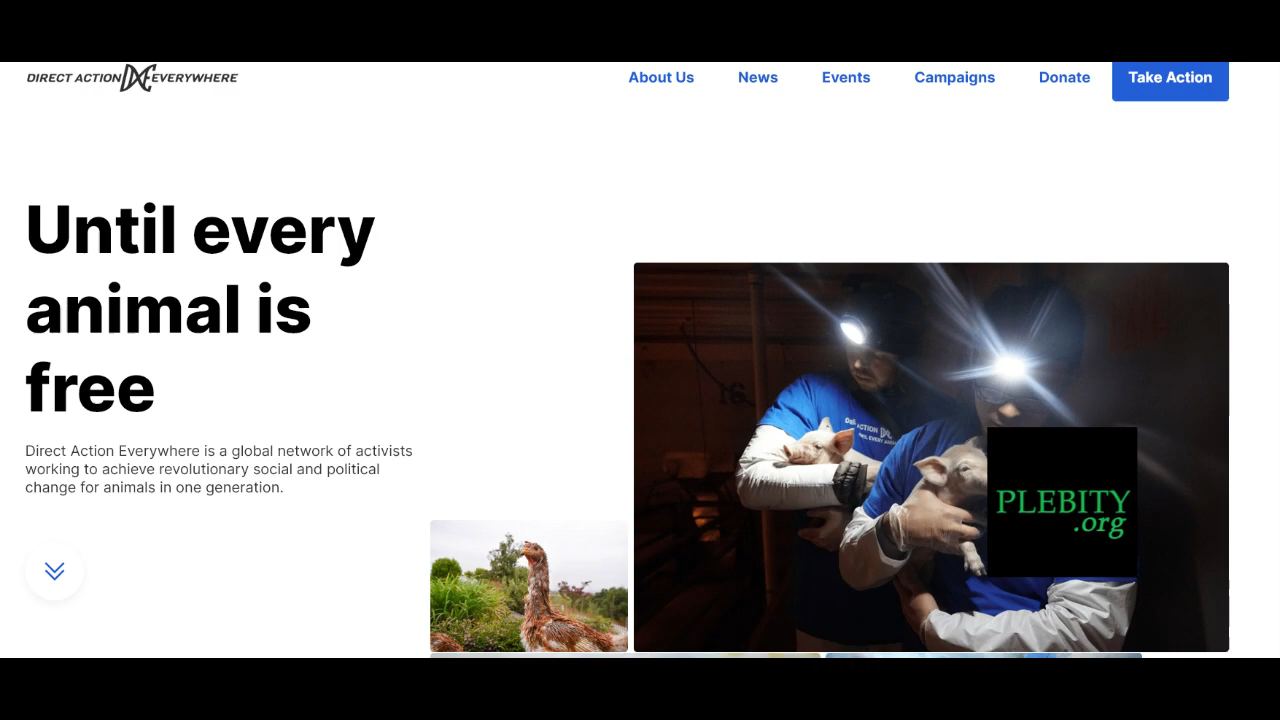 DIRECT ACTION DXE EVERYWHERE
About Us
News
Events
Campaigns
Donate
Take Action
Until every
animal is
free
Direct Action Everywhere is a global network of activists
working to achieve revolutionary social and political
change for animals in one generation.
PLEBITY
.org